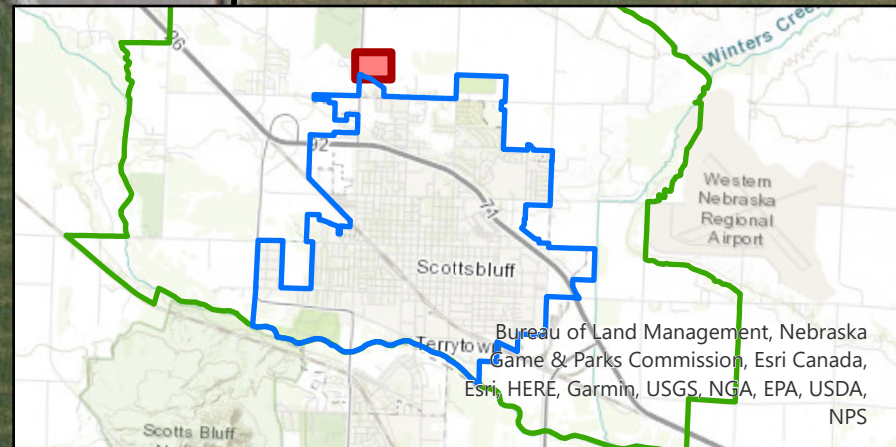 26
Winters Creek
92
Western
Nebraska
Regional
Airport
71
Scottsbluff
Bureau of Land Management, Nebraska
Game & Parks Commission, Esri Canada,
Esri, HERE, Garmin, USGS, NGA, EPA, USDA,
NPS
Scotts Bluff